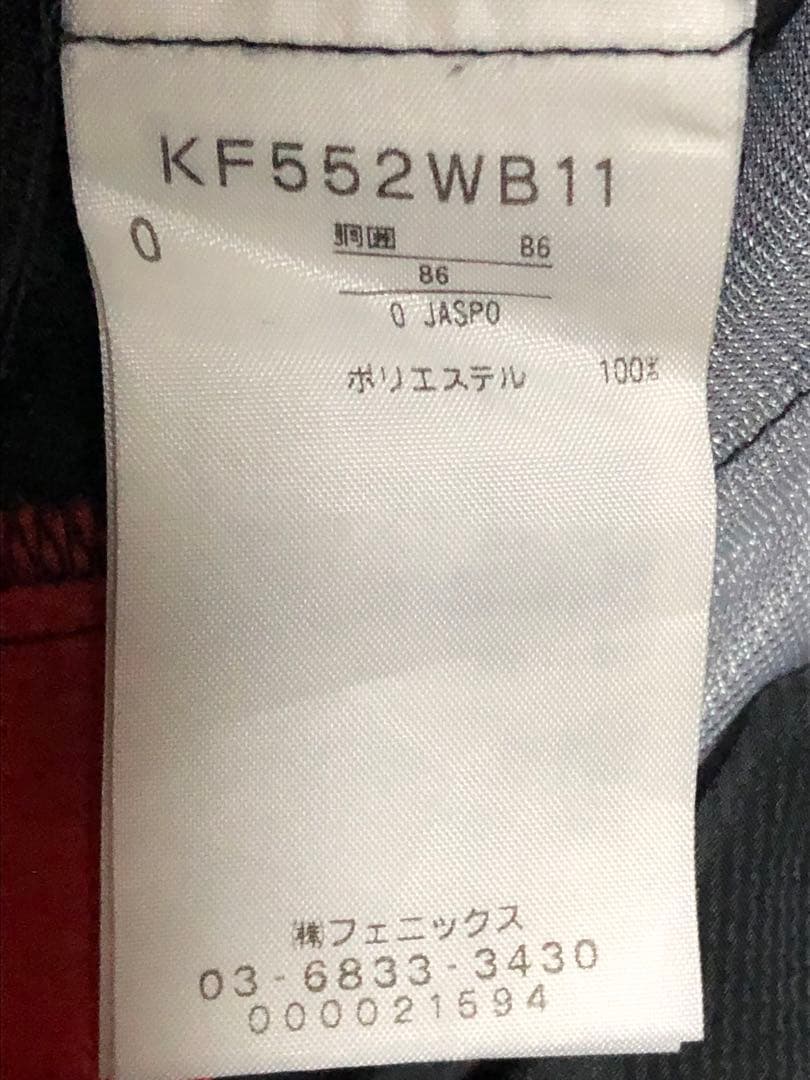 KF552WB11
0
胴囲 86
86
O JASPO
ポリエステル 100%
㈱フェニックス
03-6833-3430
000021594